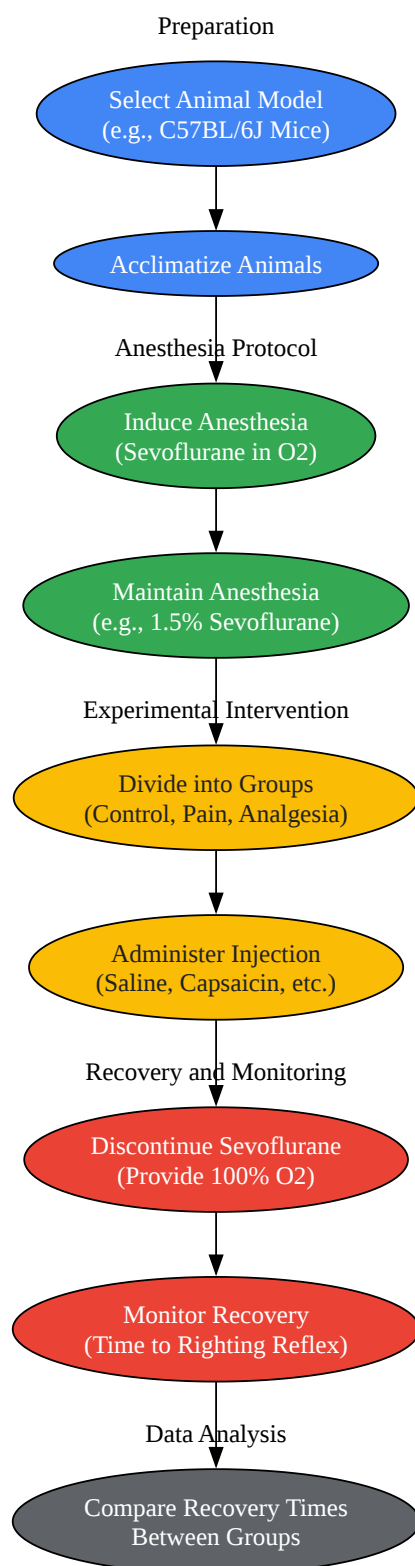 Preparation
Select Animal Model
(e.g., C57BL/6J Mice)
Acclimatize Animals
Anesthesia Protocol
Induce Anesthesia
(Sevoflurane in O2)
Maintain Anesthesia
(e.g., 1.5% Sevoflurane)
Experimental Intervention
Divide into Groups
(Control, Pain, Analgesia)
Administer Injection
(Saline, Capsaicin, etc.)
Recovery and Monitoring
Discontinue Sevoflurane
(Provide 100% O2)
Monitor Recovery
(Time to Righting Reflex)
Data Analysis
Compare Recovery Times
Between Groups